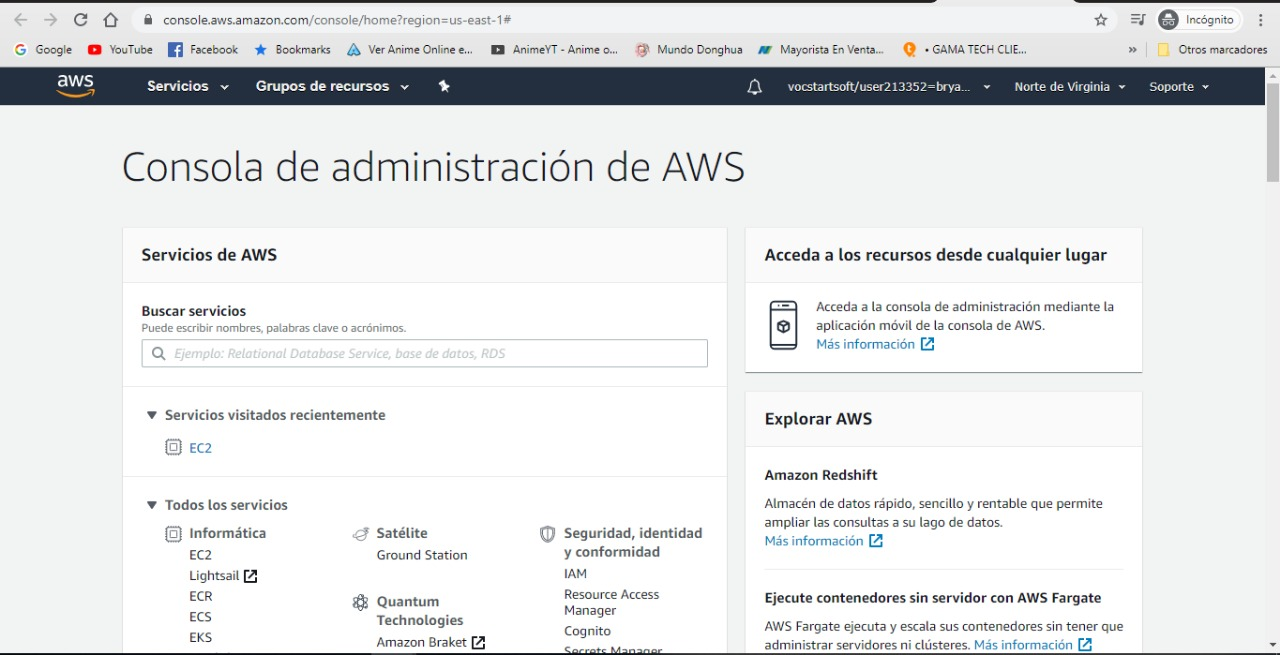 console.aws.amazon.com/console/home?region=us-east-1#
Incógnito
Google
YouTube
Facebook
Bookmarks
Ver Anime Online e...
AnimeYT - Anime o...
Mundo Donghua
Mayorista En Venta...
• GAMA TECH CLIE...
»
Otros marcadores
aws
Servicios
Grupos de recursos
vocstartsoft/user213352=brya...
Norte de Virginia
Soporte
Consola de administración de AWS
Servicios de AWS
Buscar servicios
Puede escribir nombres, palabras clave o acrónimos.
Ejemplo: Relational Database Service, base de datos, RDS
Servicios visitados recientemente
EC2
Todos los servicios
Informática
EC2
Lightsail
ECR
ECS
EKS
Satélite
Ground Station
Quantum
Technologies
Amazon Braket
Seguridad, identidad
y conformidad
IAM
Resource Access
Manager
Cognito
Secrets Manager
Acceda a los recursos desde cualquier lugar
Acceda a la consola de administración mediante la
aplicación móvil de la consola de AWS.
Más información
Explorar AWS
Amazon Redshift
Almacén de datos rápido, sencillo y rentable que permite
ampliar las consultas a su lago de datos.
Más información
Ejecute contenedores sin servidor con AWS Fargate
AWS Fargate ejecuta y escala sus contenedores sin tener que
administrar servidores ni clústeres. Más información